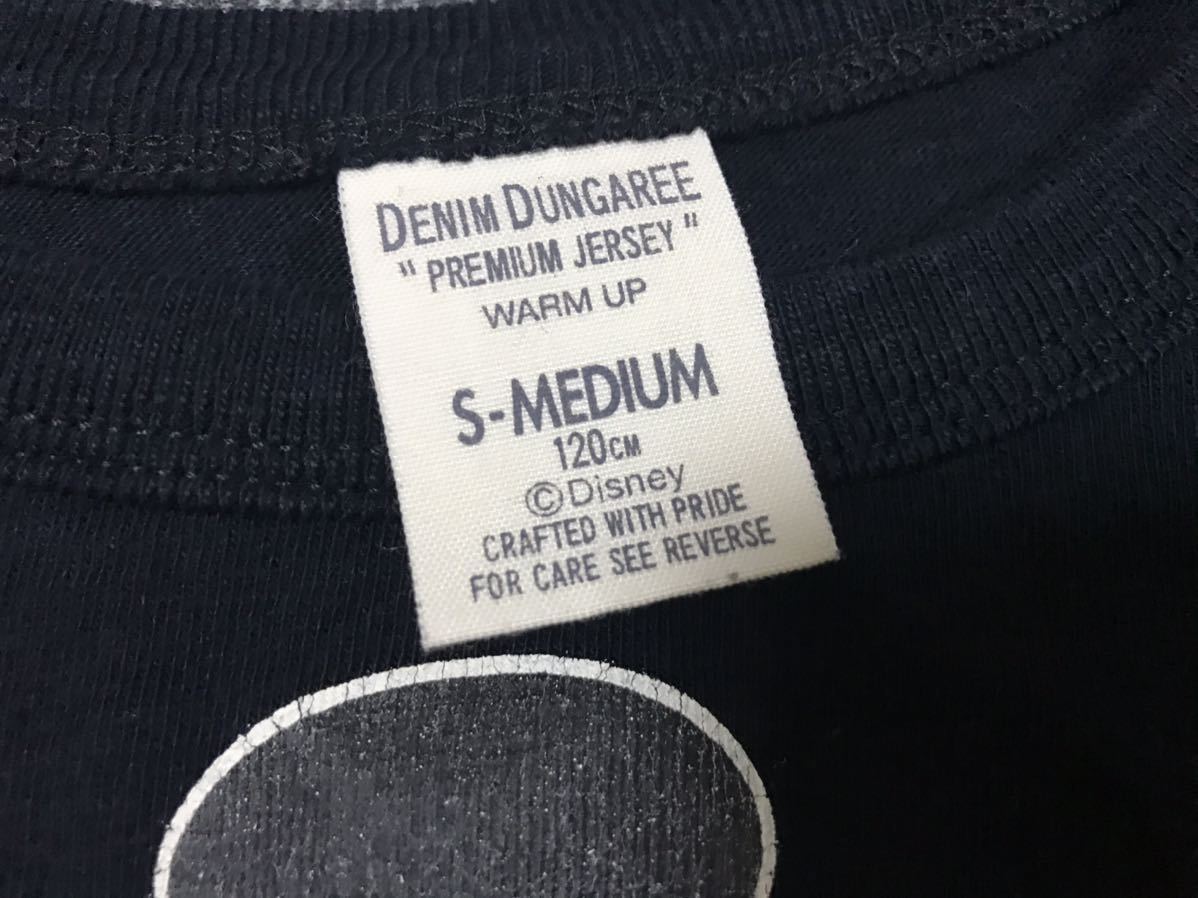 DENIM DUNGAREE
" PREMIUM JERSEY "
WARM UP
S-MEDIUM
120CM
©Disney
CRAFTED WITH PRIDE
FOR CARE SEE REVERSE